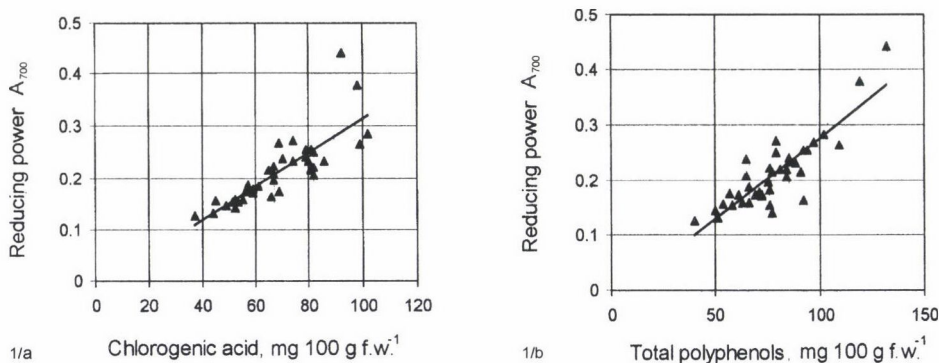 0.5
0.4
0.3
0.2
0.1
0
0 20 40 60 80 100 120
Reducing power A700
Chlorogenic acid, mg 100 g f.w.-1
1/a
0.5
0.4
0.3
0.2
0.1
0
0 50 100 150
Reducing power A700
Total polyphenols, mg 100 g f.w.-1
1/b